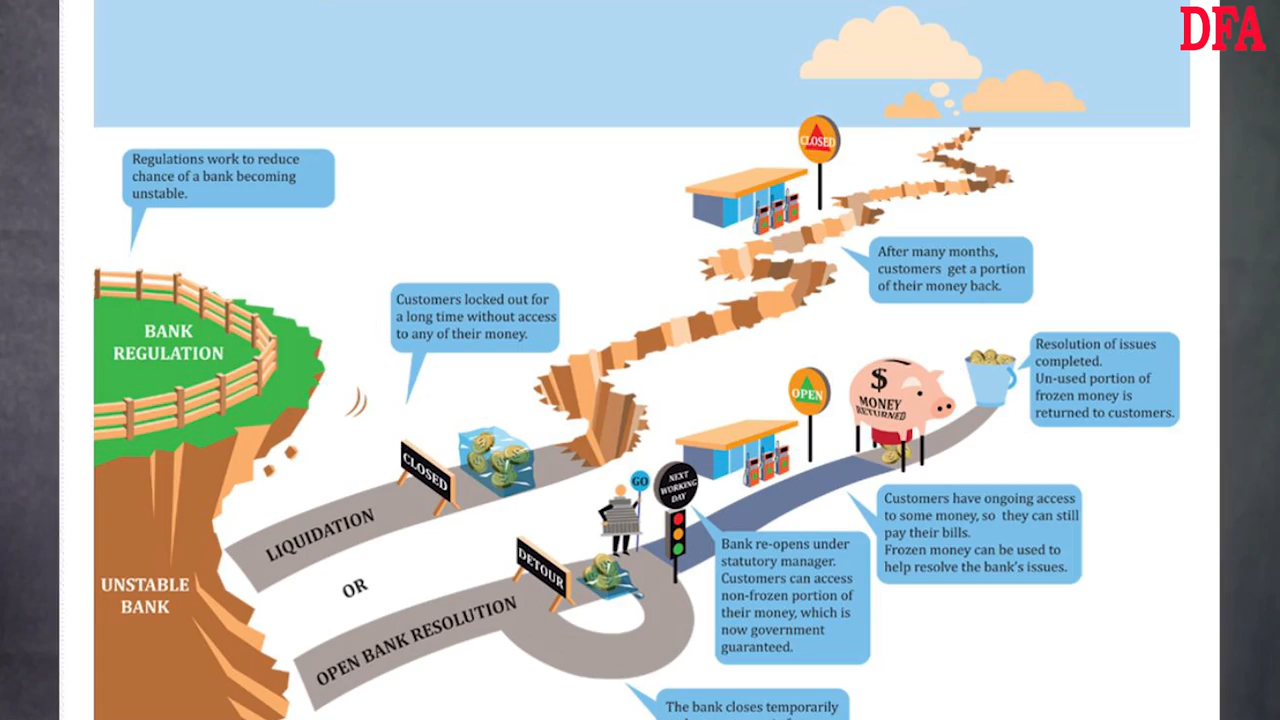 DFA
Regulations work to reduce
chance of a bank becoming
unstable.
CLOSED
After many months,
customers get a portion
of their money back.
BANK
REGULATION
Customers locked out for
a long time without access
to any of their money.
Resolution of issues
completed.
Un-used portion of
frozen money is
returned to customers.
OPEN
$
MONEY
RETURNED
CLOSED
LIQUIDATION
GO
NEXT
WORKING
DAY
Customers have ongoing access
to some money, so they can still
pay their bills.
Frozen money can be used to
help resolve the bank's issues.
UNSTABLE
BANK
OR
DETOUR
OPEN BANK RESOLUTION
Bank re-opens under
statutory manager.
Customers can access
non-frozen portion of
their money, which is
now government
guaranteed.
The bank closes temporarily